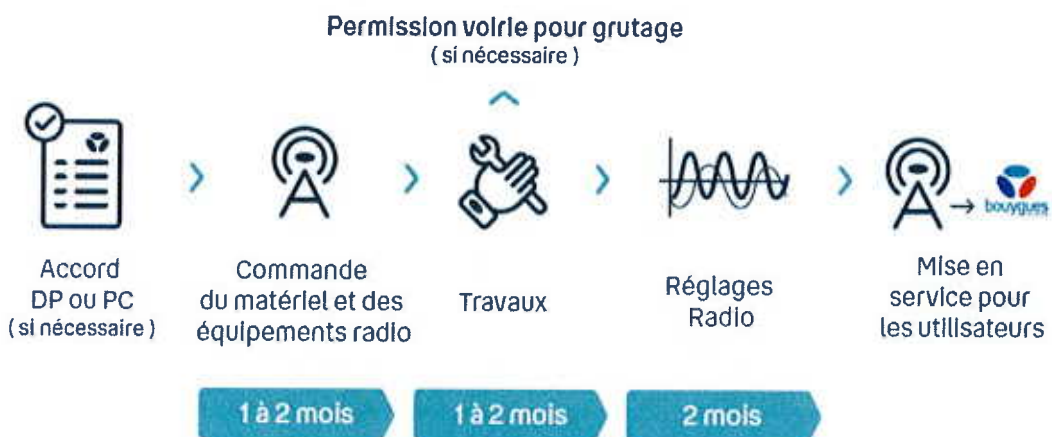 Permission voirie pour grutage
( si nécessaire )
Accord
DP ou PC
( si nécessaire )
Commande
du matériel et des
équipements radio
Travaux
Réglages
Radio
bouygues
Mise en
service pour
les utilisateurs
1 à 2 mois
1 à 2 mois
2 mois